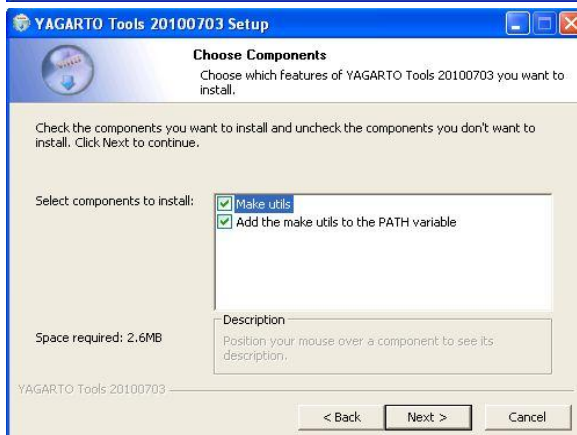 YAGARTO Tools 20100703 Setup
Choose Components
Choose which features of YAGARTO Tools 20100703 you want to
install.
Check the components you want to install and uncheck the components you don't want to
install. Click Next to continue.
Select components to install:
Make utils
Add the make utils to the PATH variable
Space required: 2.6MB
Description
Position your mouse over a component to see its
description.
YAGARTO Tools 20100703
< Back
Next >
Cancel